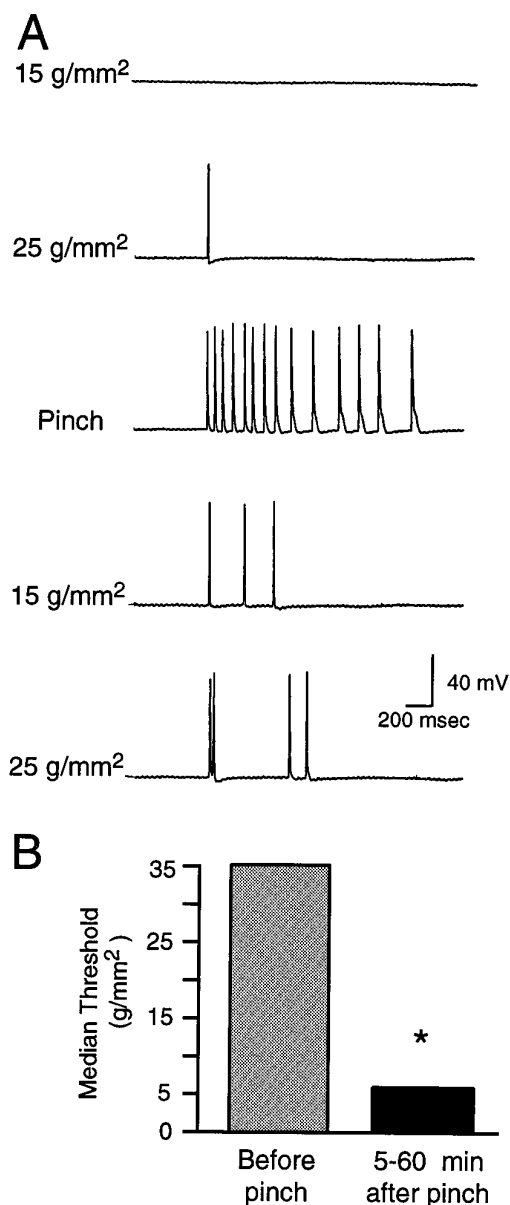 A
15 g/mm²
25 g/mm²
Pinch
15 g/mm²
40 mV
200 msec
25 g/mm²
B
Median Threshold
(g/mm²)
35
25
15
5
0
*
Before
pinch
5-60 min
after pinch